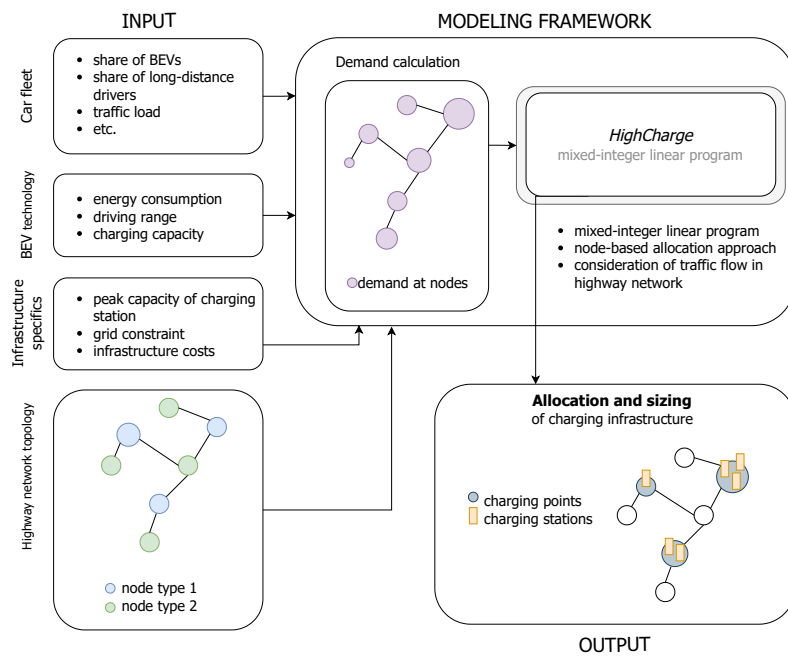 INPUT
MODELING FRAMEWORK
Car fleet
• share of BEVs
• share of long-distance
drivers
• traffic load
• etc.
BEV technology
• energy consumption
• driving range
• charging capacity
Infrastructure
specifics
• peak capacity of charging
station
• grid constraint
• infrastructure costs
Highway network topology
node type 1
node type 2
Demand calculation
demand at nodes
HighCharge
mixed-integer linear program
• mixed-integer linear program
• node-based allocation approach
• consideration of traffic flow in
highway network
Allocation and sizing
of charging infrastructure
charging points
charging stations
OUTPUT